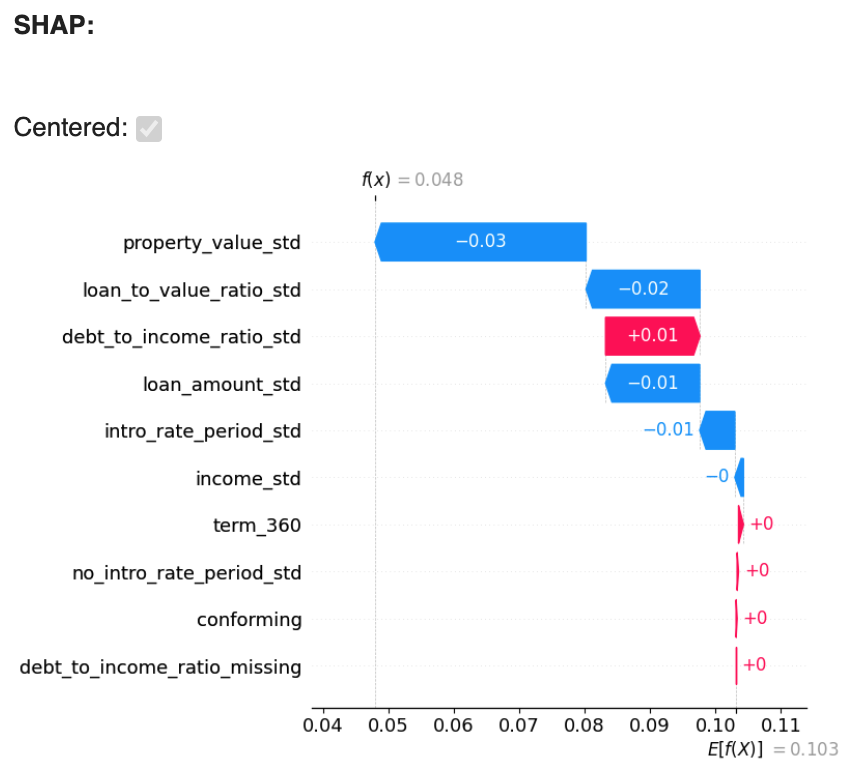 SHAP:
Centered:
f(x) = 0.048
property_value_std −0.03
loan_to_value_ratio_std −0.02
debt_to_income_ratio_std +0.01
loan_amount_std −0.01
intro_rate_period_std −0.01
income_std −0
term_360 +0
no_intro_rate_period_std +0
conforming +0
debt_to_income_ratio_missing +0
0.04 0.05 0.06 0.07 0.08 0.09 0.10 0.11
E[f(X)] = 0.103